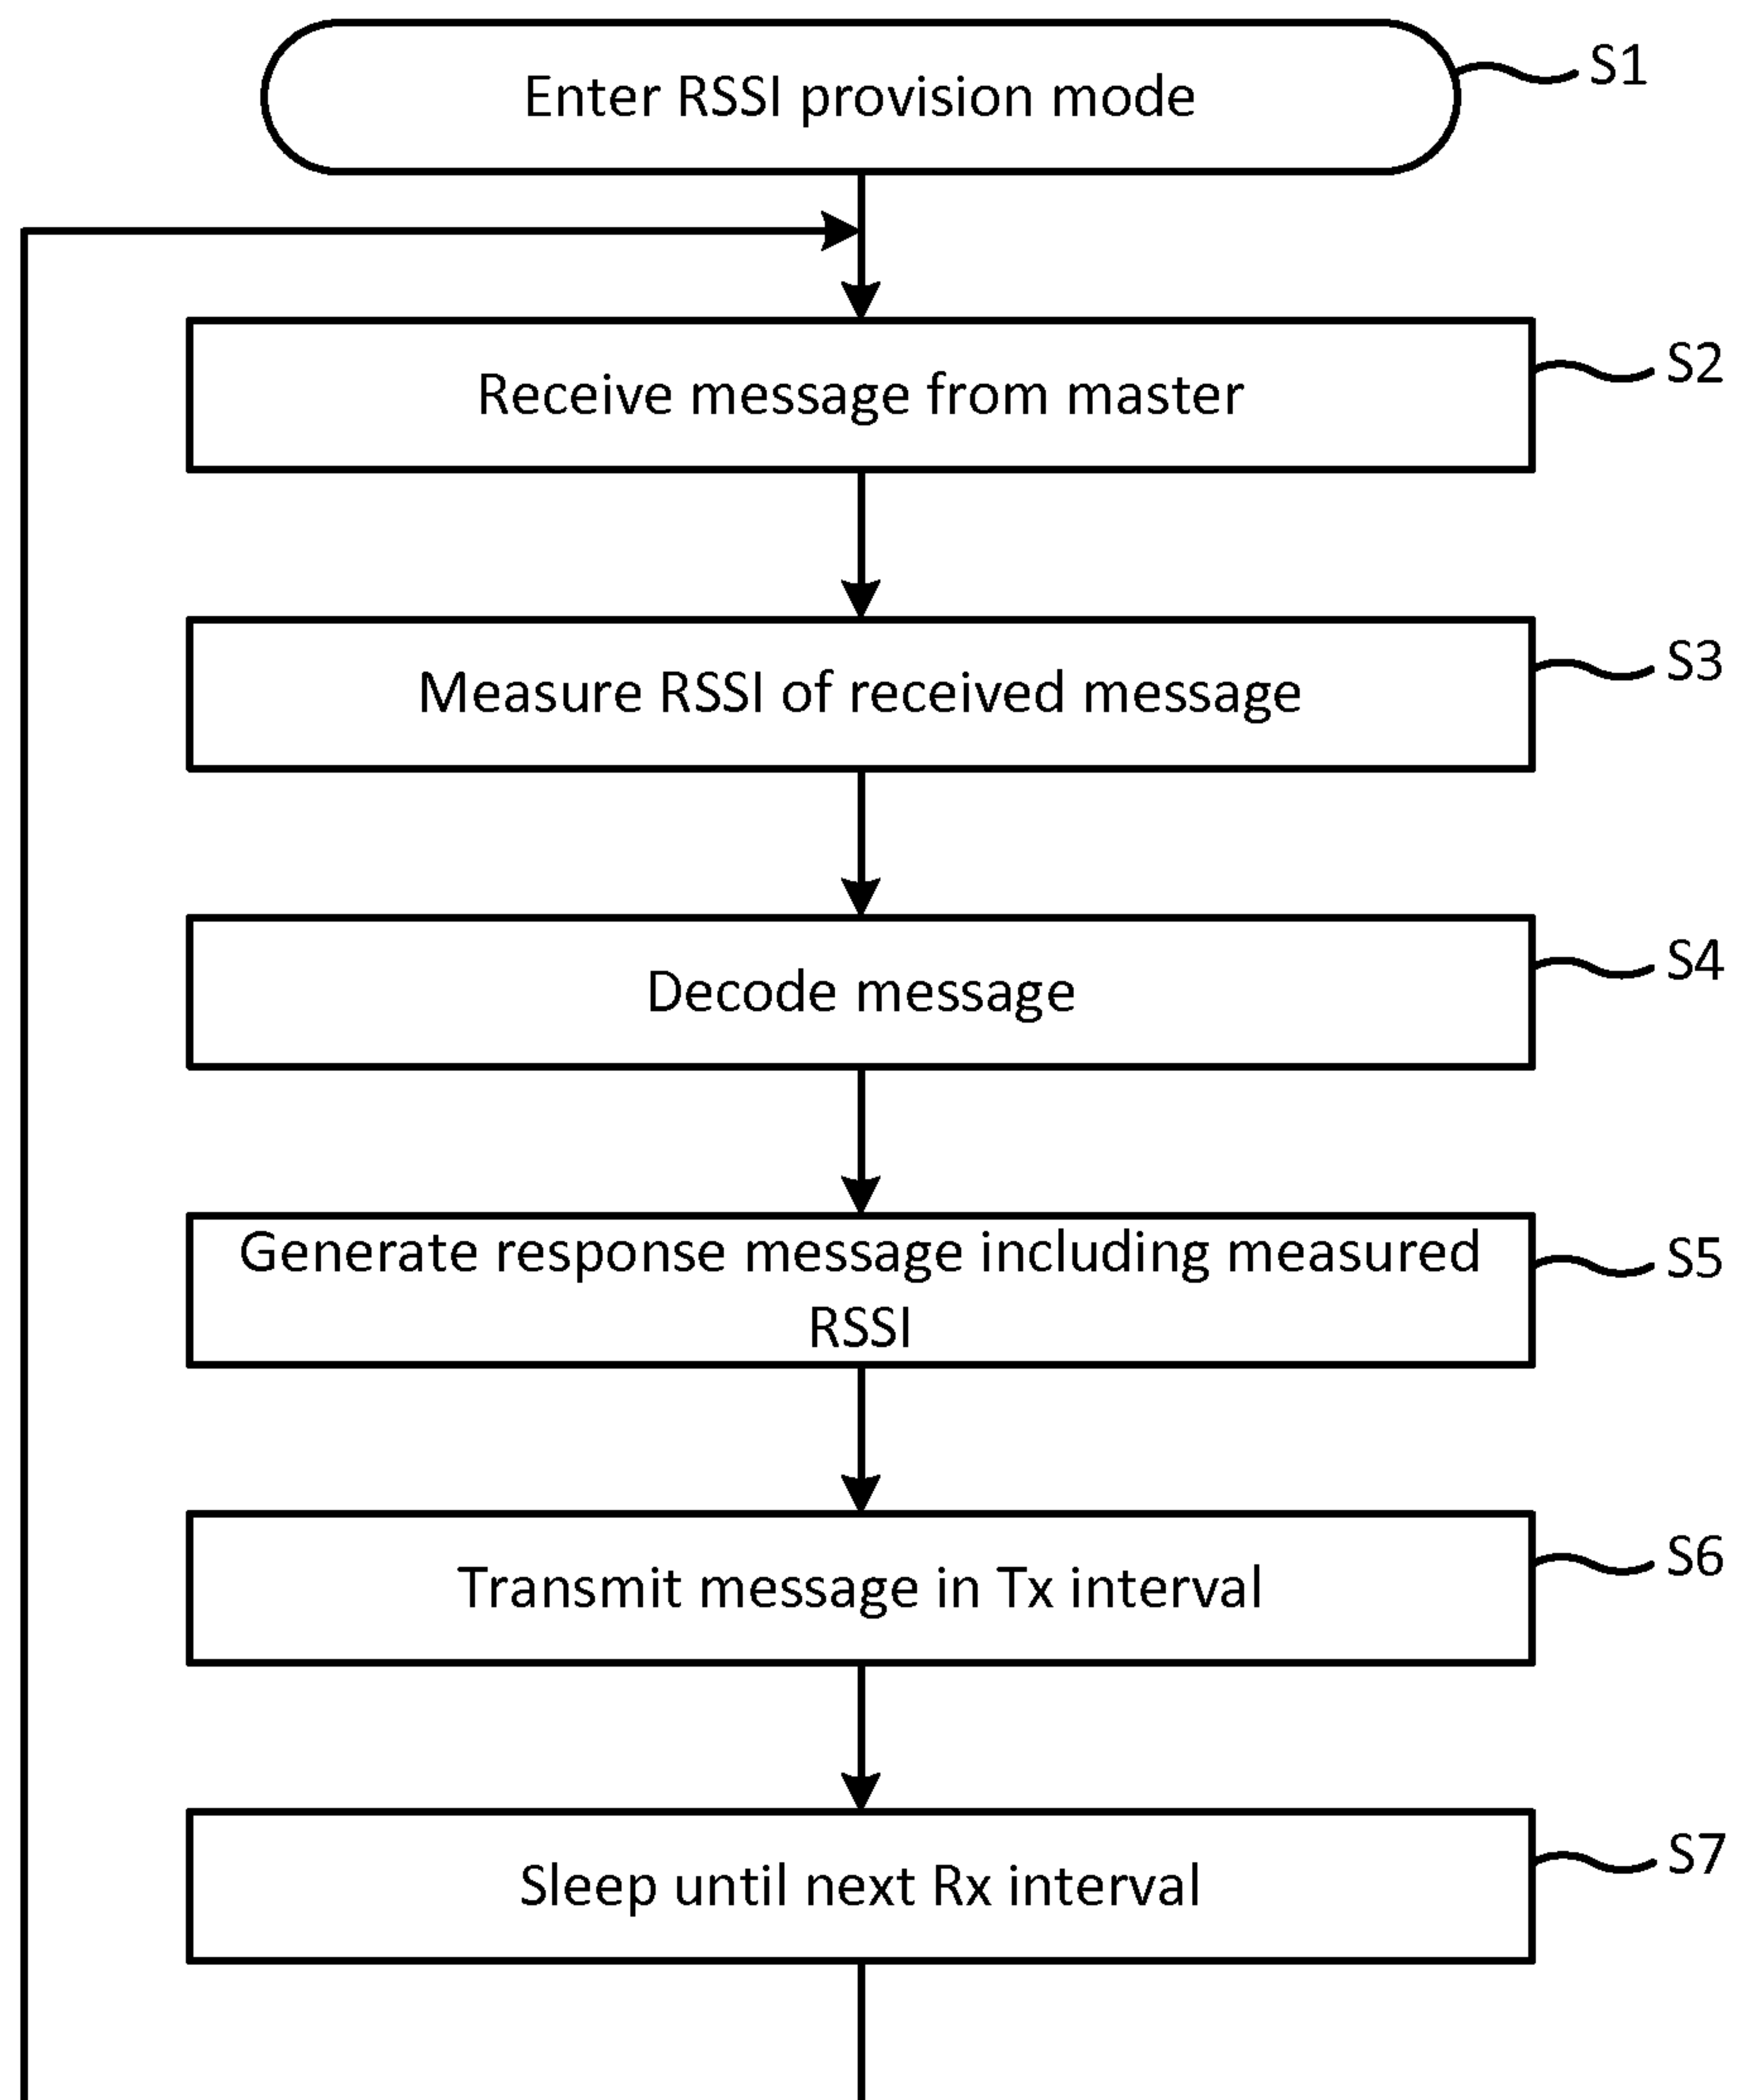 Enter RSSI provision mode
S1
Receive message from master
S2
Measure RSSI of received message
S3
Decode message
S4
Generate response message including measured
RSSI
S5
Transmit message in Tx interval
S6
Sleep until next Rx interval
S7